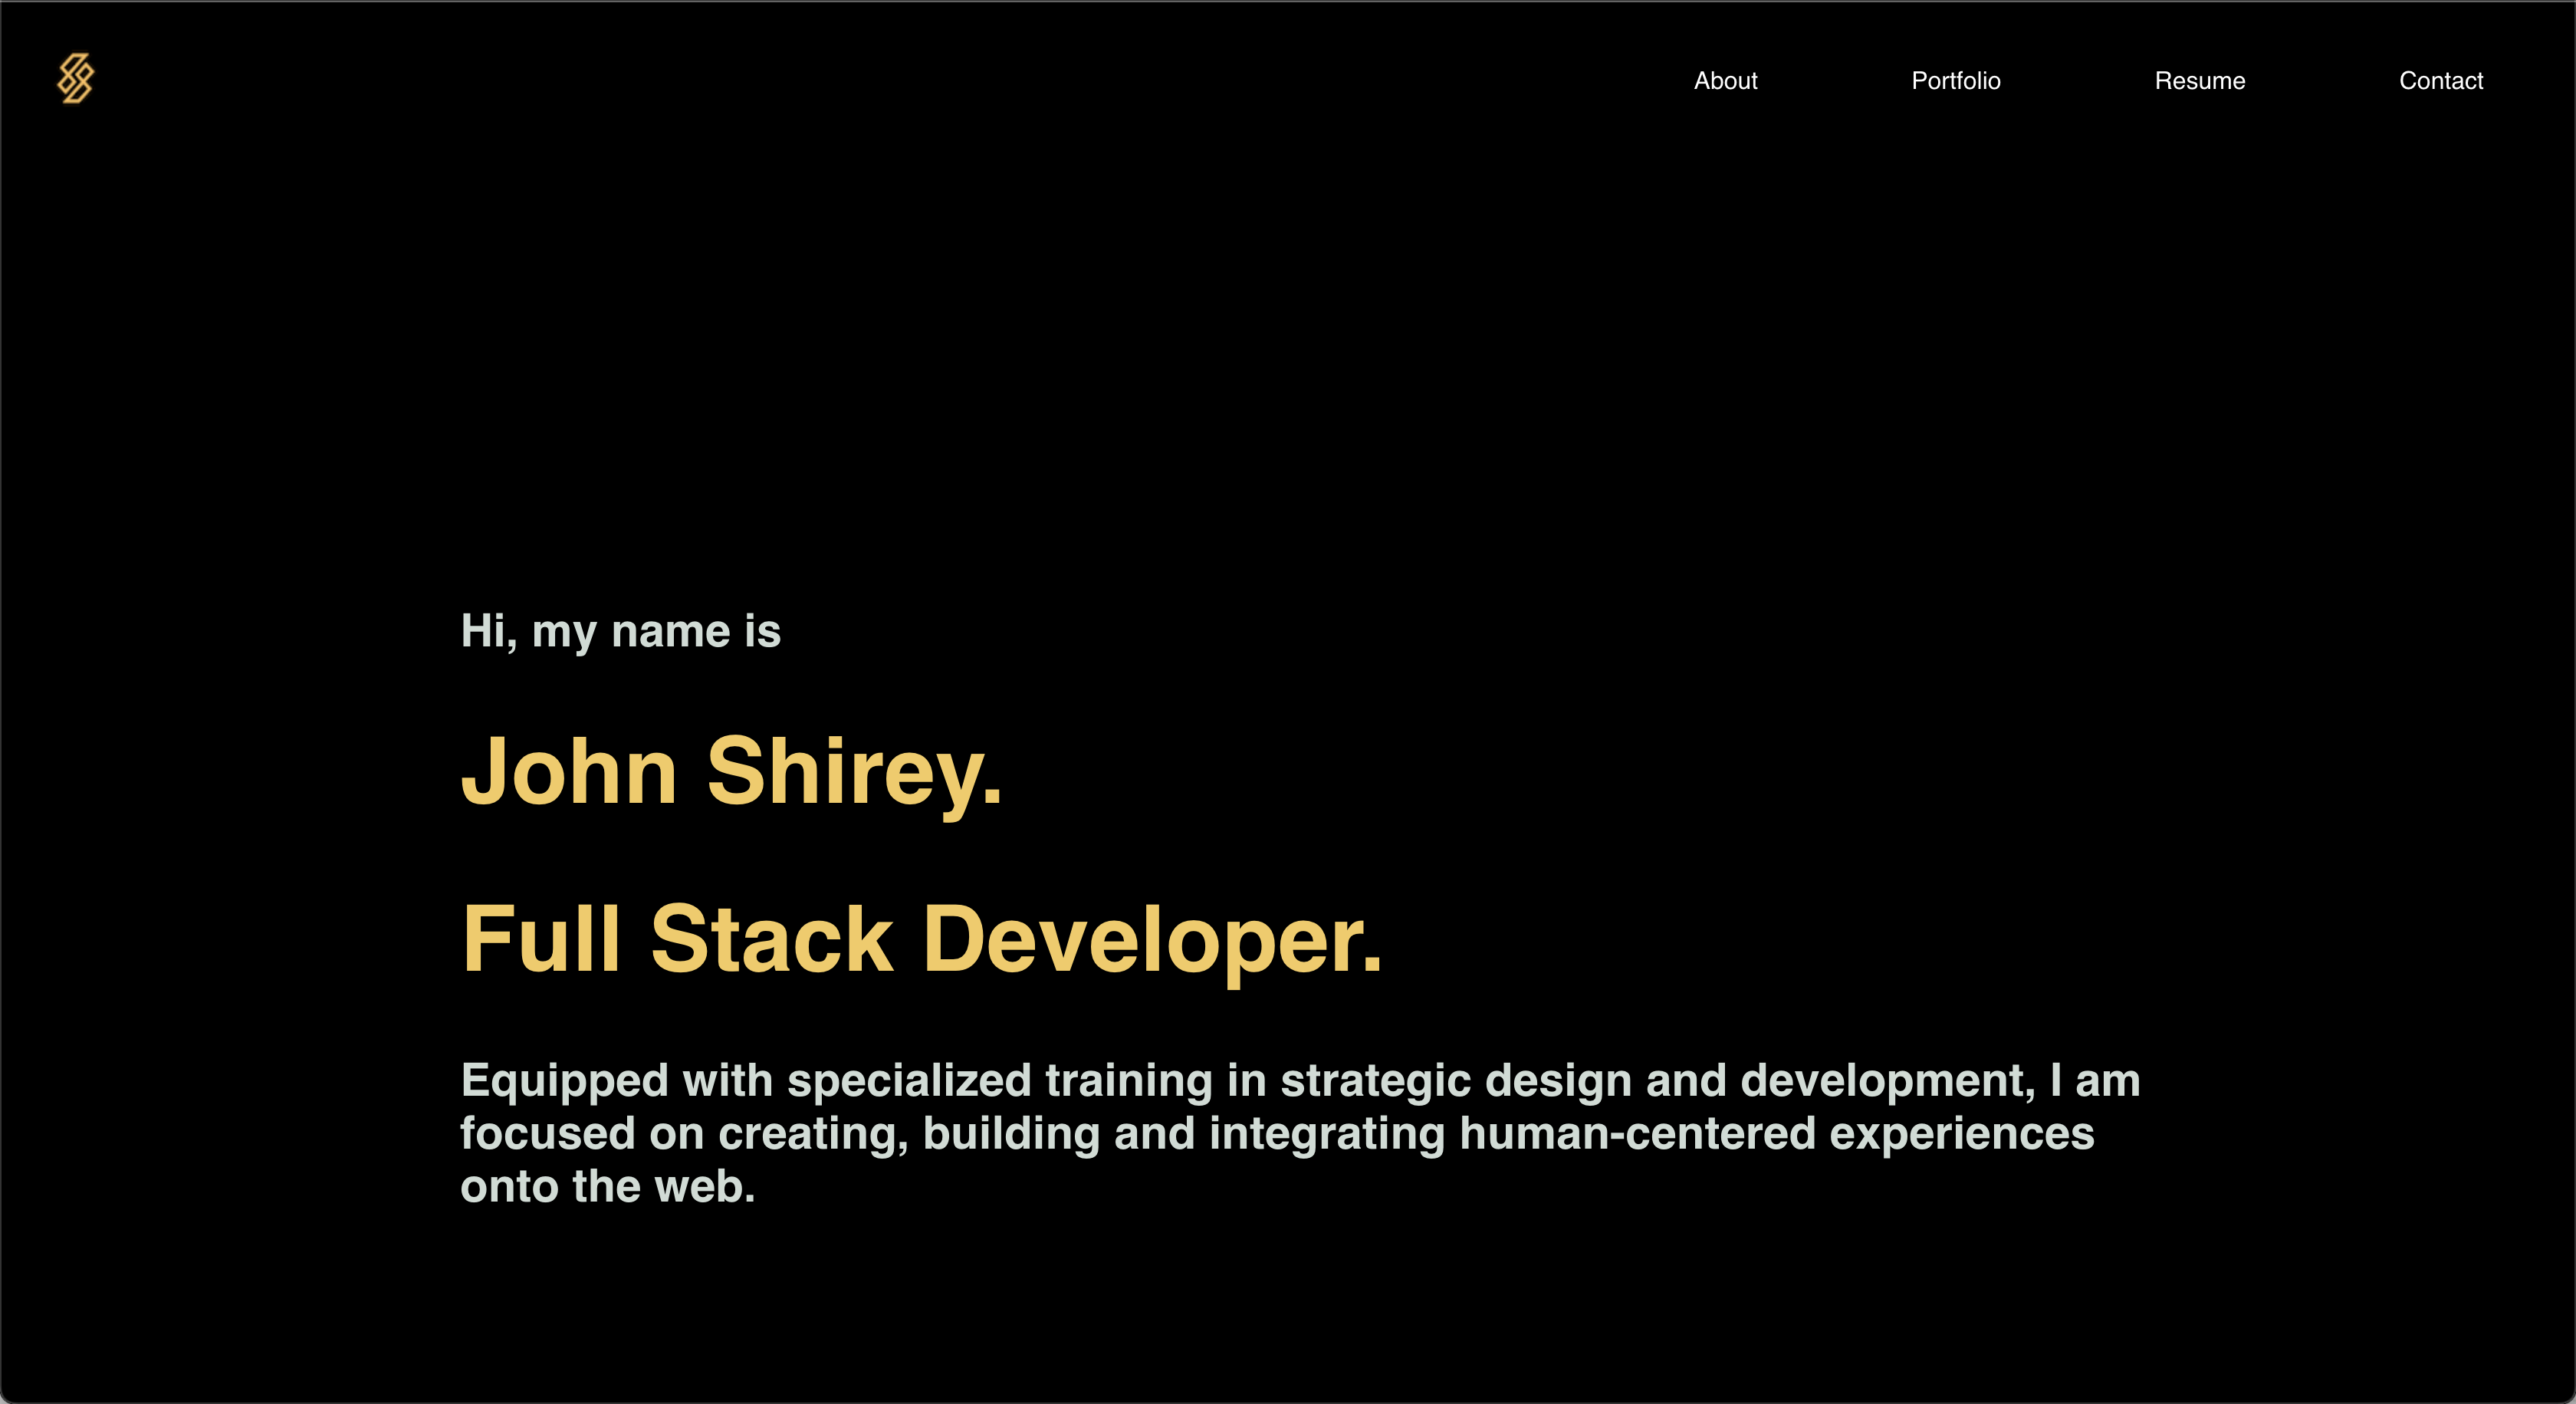 About
Portfolio
Resume
Contact
Hi, my name is
John Shirey.
Full Stack Developer.
Equipped with specialized training in strategic design and development, I am
focused on creating, building and integrating human-centered experiences
onto the web.